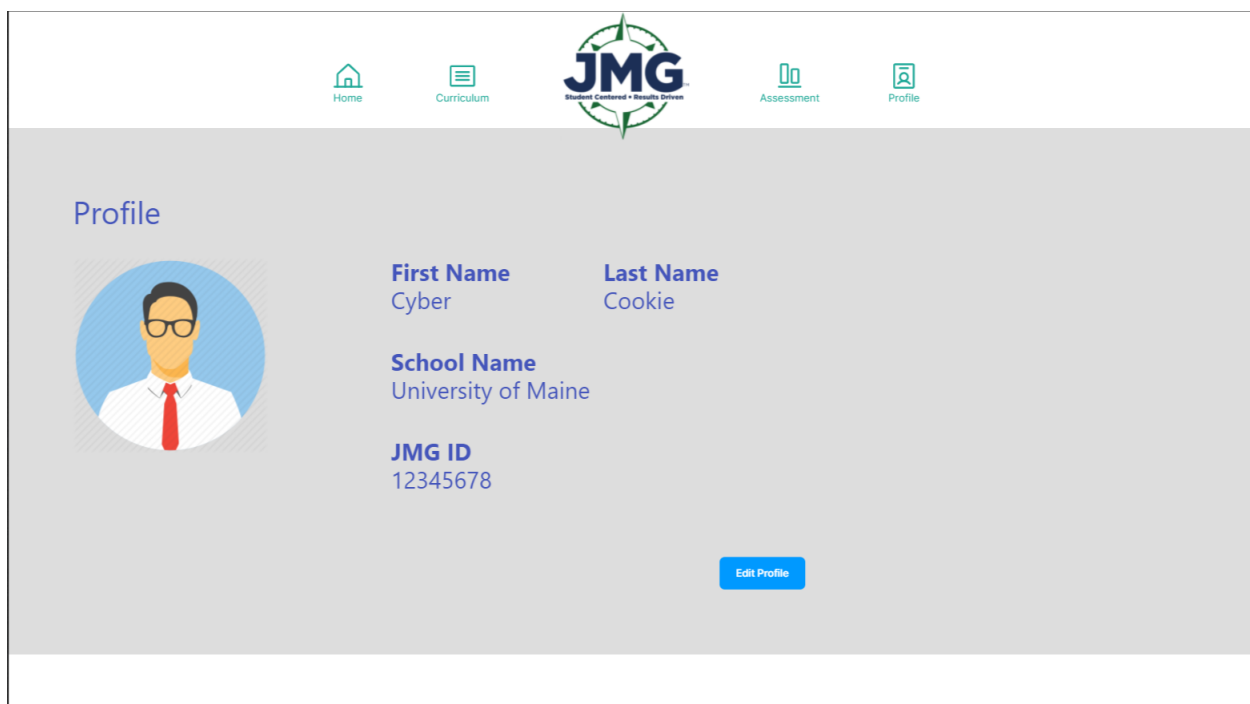 Home
Curriculum
JMG
Student Centered • Results Driven
Assessment
Profile
Profile
First Name
Last Name
Cyber
Cookie
School Name
University of Maine
JMG ID
12345678
Edit Profile